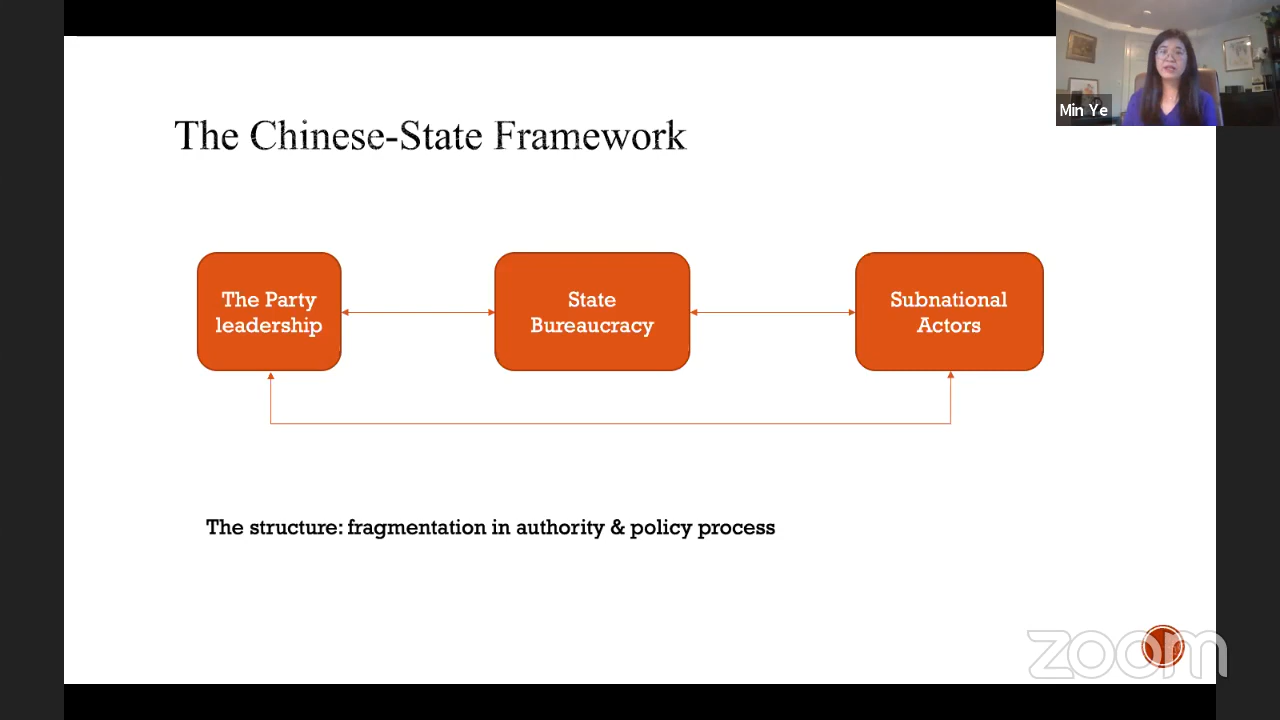 Min Ye
The Chinese-State Framework
The Party
leadership
State
Bureaucracy
Subnational
Actors
The structure: fragmentation in authority & policy process
zoom